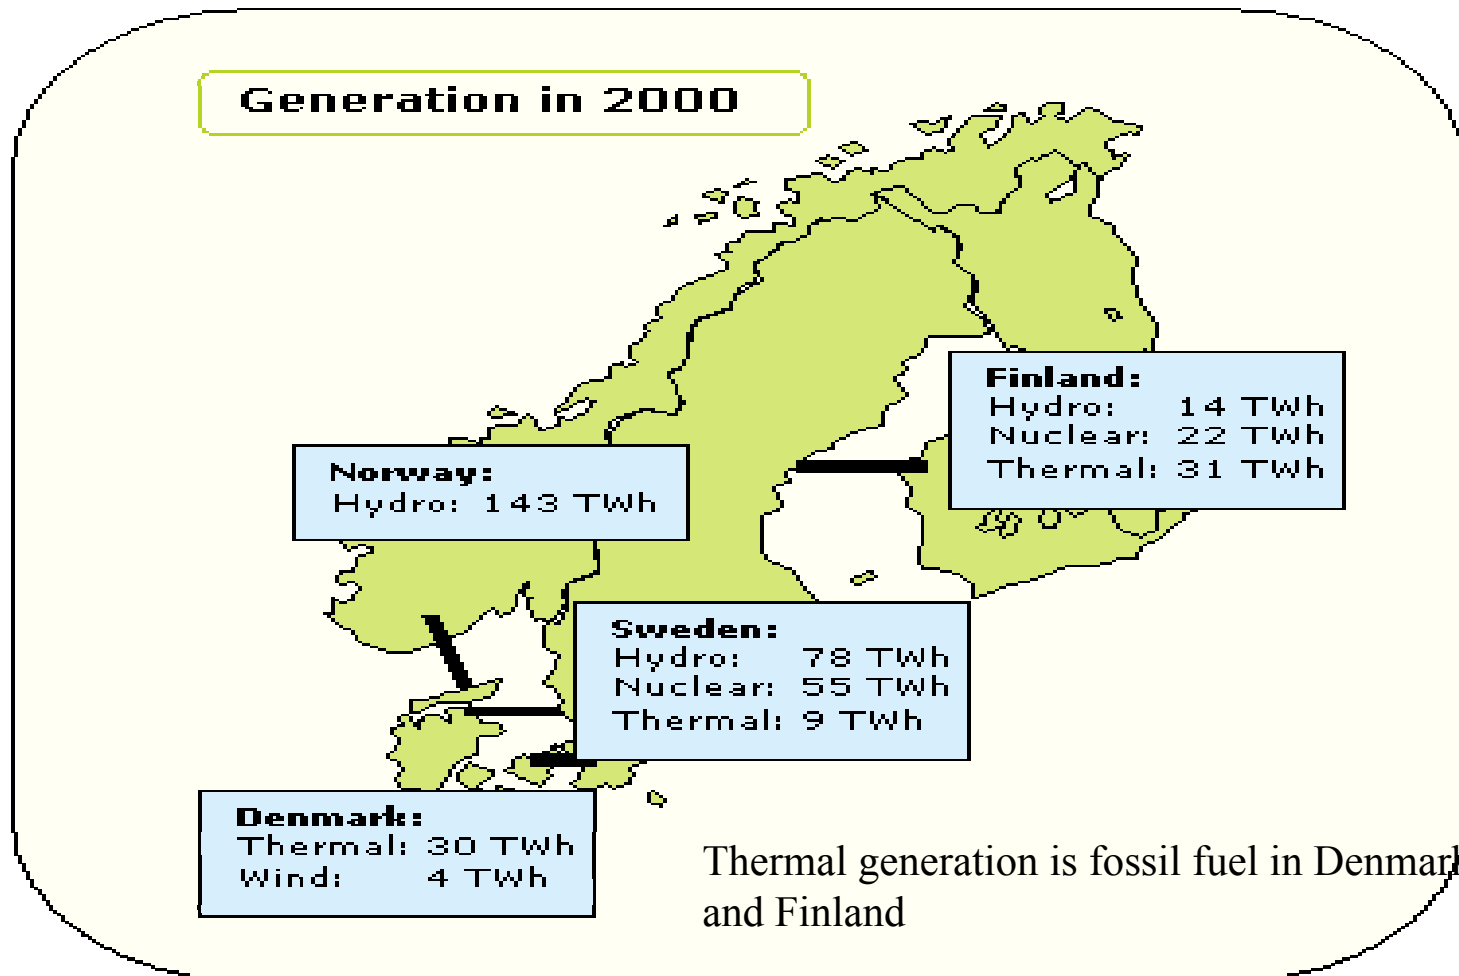 Generation in 2000
Finland:
Hydro: 14 TWh
Nuclear: 22 TWh
Thermal: 31 TWh
Norway:
Hydro: 143 TWh
Sweden:
Hydro: 78 TWh
Nuclear: 55 TWh
Thermal: 9 TWh
Denmark:
Thermal: 30 TWh
Wind: 4 TWh
Thermal generation is fossil fuel in Denmark
and Finland